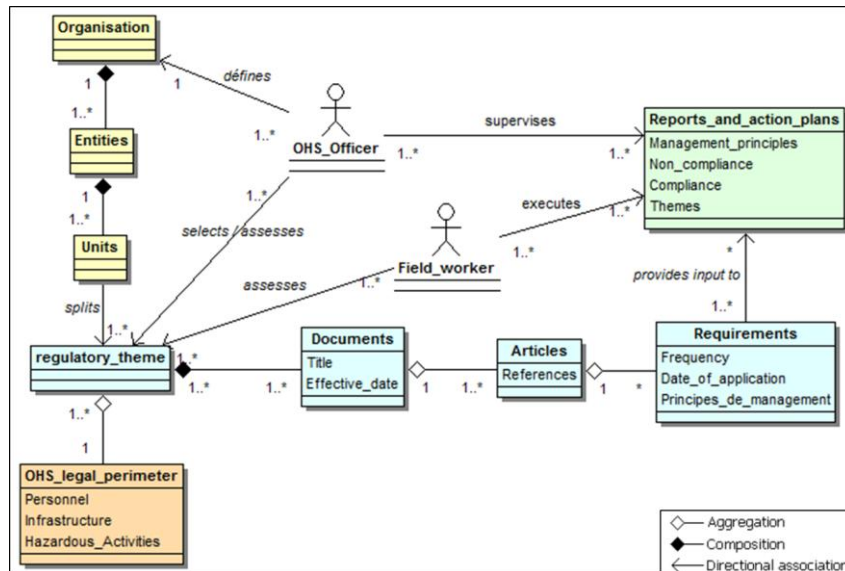 Organisation
1
1..*
Entities
1
1..*
Units
splits
1..*
défines
1
1..*
OHS_Officer
1..*
supervises
1..*
1..*
selects / assesses
Reports_and_action_plans
Management_principles
Non_compliance
Compliance
Themes
executes
1..*
1..*
Field_worker
1..*
assesses
*
provides input to
1..*
regulatory_theme
1..*
1..*
1..*
Documents
Title
Effective_date
1
1..*
Articles
References
1
*
Requirements
Frequency
Date_of_application
Principes_de_management
1..*
1
OHS_legal_perimeter
Personnel
Infrastructure
Hazardous_Activities
Aggregation
Composition
Directional association